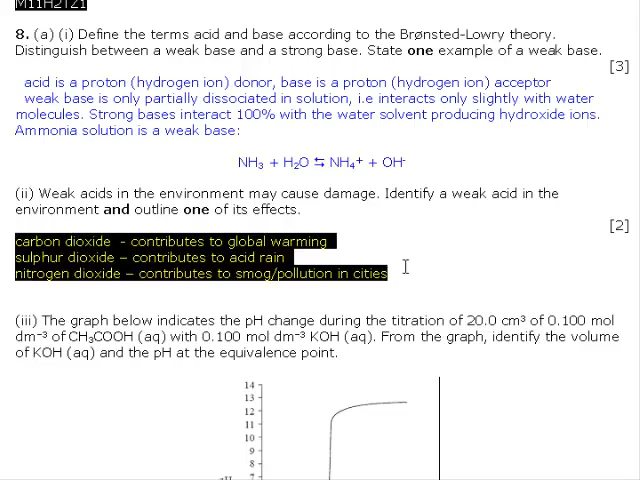 M11H2TZ1
8. (a) (i) Define the terms acid and base according to the Brønsted-Lowry theory.
Distinguish between a weak base and a strong base. State one example of a weak base.
[3]
acid is a proton (hydrogen ion) donor, base is a proton (hydrogen ion) acceptor
weak base is only partially dissociated in solution, i.e interacts only slightly with water
molecules. Strong bases interact 100% with the water solvent producing hydroxide ions.
Ammonia solution is a weak base:
NH₃ + H₂O ⇆ NH₄⁺ + OH⁻
(ii) Weak acids in the environment may cause damage. Identify a weak acid in the
environment and outline one of its effects.
[2]
carbon dioxide - contributes to global warming
sulphur dioxide – contributes to acid rain
nitrogen dioxide – contributes to smog/pollution in cities
(iii) The graph below indicates the pH change during the titration of 20.0 cm³ of 0.100 mol
dm⁻³ of CH₃COOH (aq) with 0.100 mol dm⁻³ KOH (aq). From the graph, identify the volume
of KOH (aq) and the pH at the equivalence point.
14
13
12
11
10
9
8
7